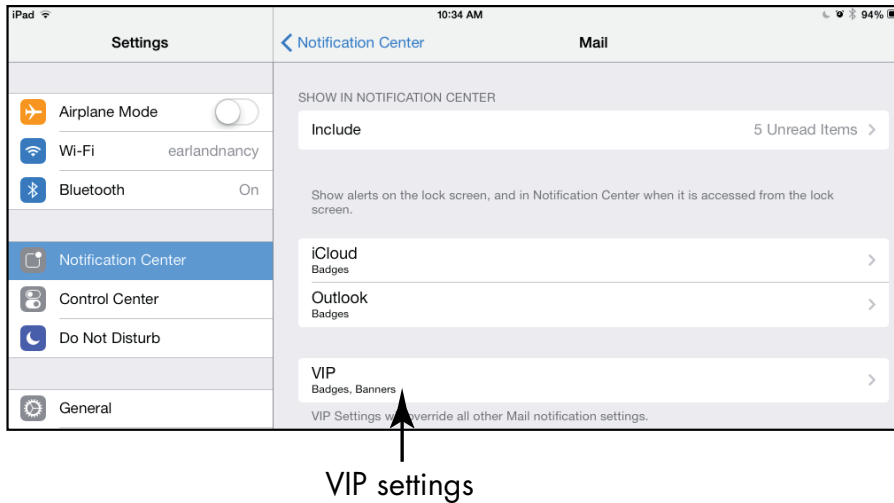 iPad 10:34 AM 94%
Settings
Notification Center Mail
Airplane Mode
Wi-Fi earlandnancy
Bluetooth On
Notification Center
Control Center
Do Not Disturb
General
SHOW IN NOTIFICATION CENTER
Include 5 Unread Items
Show alerts on the lock screen, and in Notification Center when it is accessed from the lock
screen.
iCloud
Badges
Outlook
Badges
VIP
Badges, Banners
VIP Settings will override all other Mail notification settings.
VIP settings